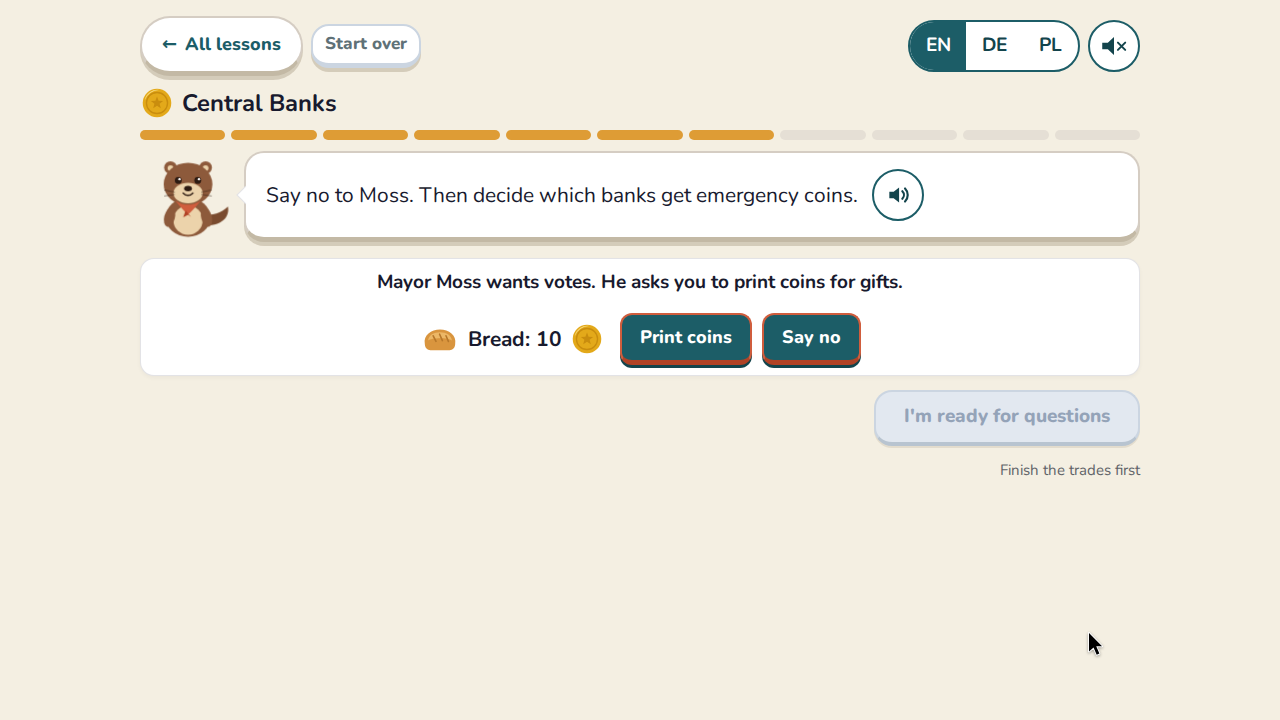 ← All lessons
Start over
EN DE PL
Central Banks
Say no to Moss. Then decide which banks get emergency coins.
Mayor Moss wants votes. He asks you to print coins for gifts.
Bread: 10
Print coins
Say no
I'm ready for questions
Finish the trades first